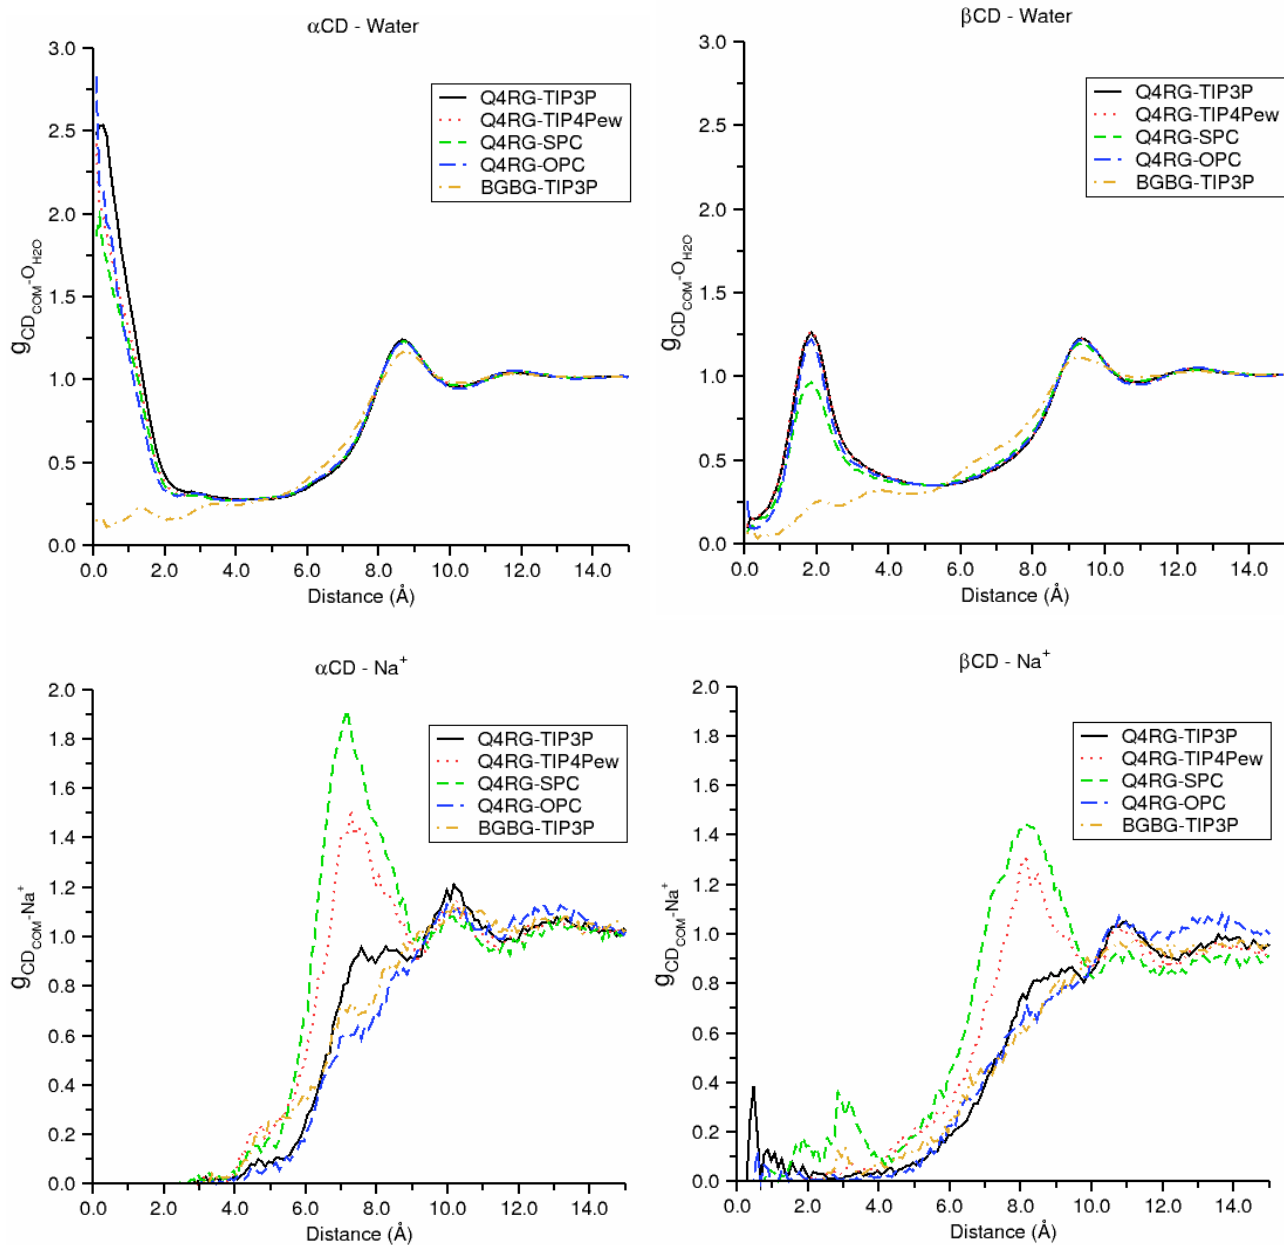 αCD - Water
3.0
2.5
2.0
1.5
1.0
0.5
0.0
gCD_COM-O_H2O
Q4RG-TIP3P
Q4RG-TIP4Pew
Q4RG-SPC
Q4RG-OPC
BGBG-TIP3P
0.0 2.0 4.0 6.0 8.0 10.0 12.0 14.0
Distance (Å)
βCD - Water
3.0
2.5
2.0
1.5
1.0
0.5
0.0
gCD_COM-O_H2O
Q4RG-TIP3P
Q4RG-TIP4Pew
Q4RG-SPC
Q4RG-OPC
BGBG-TIP3P
0.0 2.0 4.0 6.0 8.0 10.0 12.0 14.0
Distance (Å)
αCD - Na⁺
2.0
1.8
1.6
1.4
1.2
1.0
0.8
0.6
0.4
0.2
0.0
gCD_COM-Na⁺
Q4RG-TIP3P
Q4RG-TIP4Pew
Q4RG-SPC
Q4RG-OPC
BGBG-TIP3P
0.0 2.0 4.0 6.0 8.0 10.0 12.0 14.0
Distance (Å)
βCD - Na⁺
2.0
1.8
1.6
1.4
1.2
1.0
0.8
0.6
0.4
0.2
0.0
gCD_COM-Na⁺
Q4RG-TIP3P
Q4RG-TIP4Pew
Q4RG-SPC
Q4RG-OPC
BGBG-TIP3P
0.0 2.0 4.0 6.0 8.0 10.0 12.0 14.0
Distance (Å)